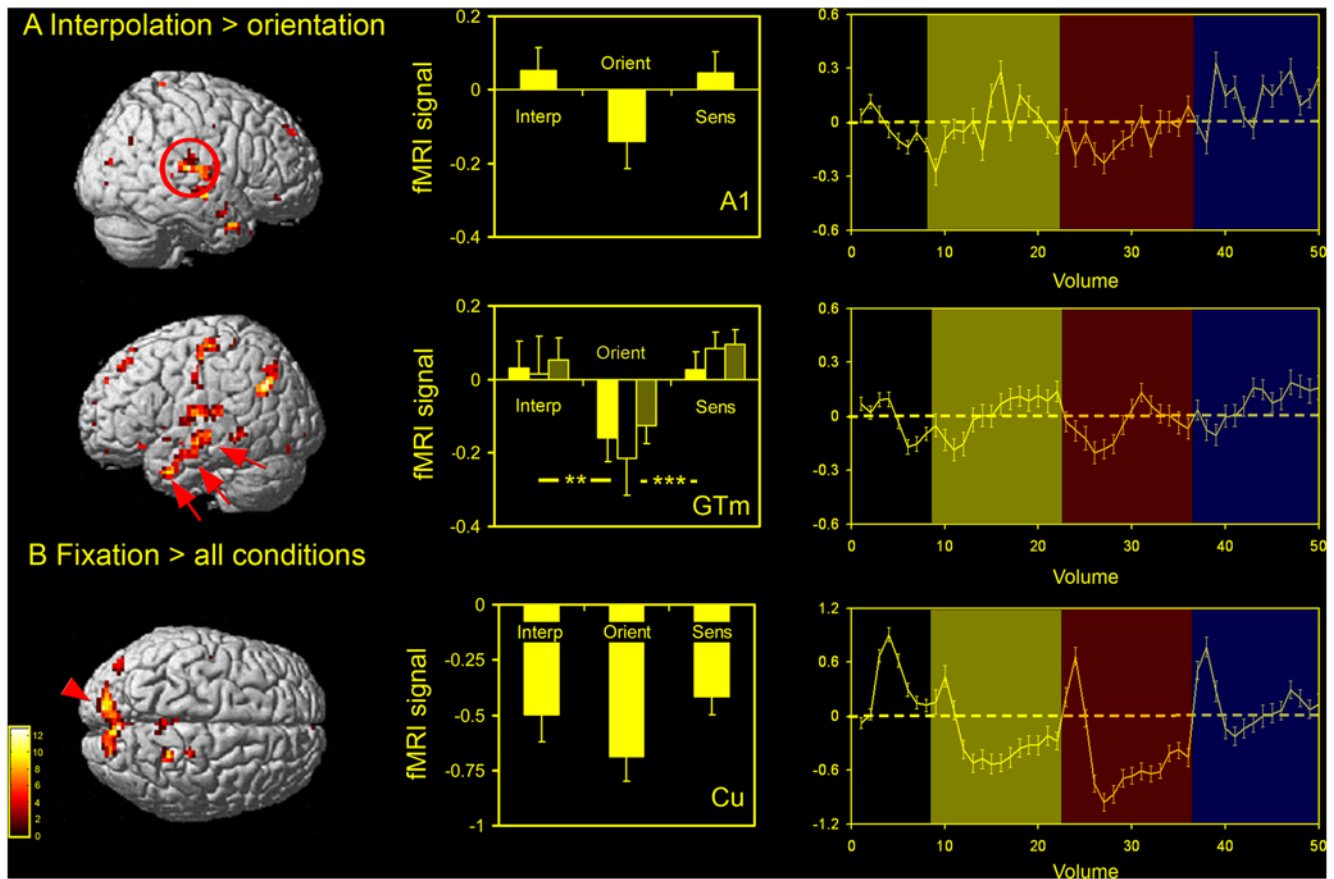 A Interpolation > orientation
fMRI signal
0.2
0
-0.2
-0.4
Interp
Orient
Sens
A1
0.6
0.3
0
-0.3
-0.6
0 10 20 30 40 50
Volume
fMRI signal
0.2
0
-0.2
-0.4
Interp
Orient
Sens
** ***
GTm
0.6
0.3
0
-0.3
-0.6
0 10 20 30 40 50
Volume
B Fixation > all conditions
12
10
8
6
4
2
0
fMRI signal
0
-0.25
-0.5
-0.75
-1
Interp Orient Sens
Cu
1.2
0.6
0
-0.6
-1.2
0 10 20 30 40 50
Volume